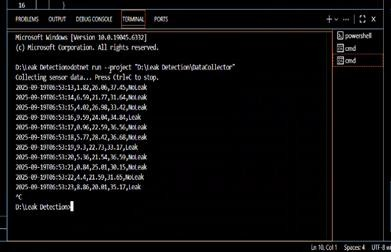 16 }
PROBLEMS OUTPUT DEBUG CONSOLE TERMINAL PORTS
powershell
cmd
cmd
Microsoft Windows [Version 10.0.19045.6332]
(c) Microsoft Corporation. All rights reserved.
D:\Leak Detection>dotnet run --project "D:\Leak Detection\DataCollector"
Collecting sensor data... Press Ctrl+C to stop.
2025-09-19T06:53:13,1.82,26.06,37.45,NoLeak
2025-09-19T06:53:14,6.59,21.77,31.64,NoLeak
2025-09-19T06:53:15,4.02,26.98,33.42,NoLeak
2025-09-19T06:53:16,9.59,24.04,34.84,Leak
2025-09-19T06:53:17,0.96,22.59,36.56,NoLeak
2025-09-19T06:53:18,5.77,28.42,36.68,NoLeak
2025-09-19T06:53:19,9.3,22.73,33.17,Leak
2025-09-19T06:53:20,5.36,21.54,36.59,NoLeak
2025-09-19T06:53:21,0.84,25.01,30.15,NoLeak
2025-09-19T06:53:22,4.4,21.59,31.65,NoLeak
2025-09-19T06:53:23,8.86,20.01,35.17,Leak
^C
D:\Leak Detection>
Ln 10, Col 1 Spaces: 4 UTF-8